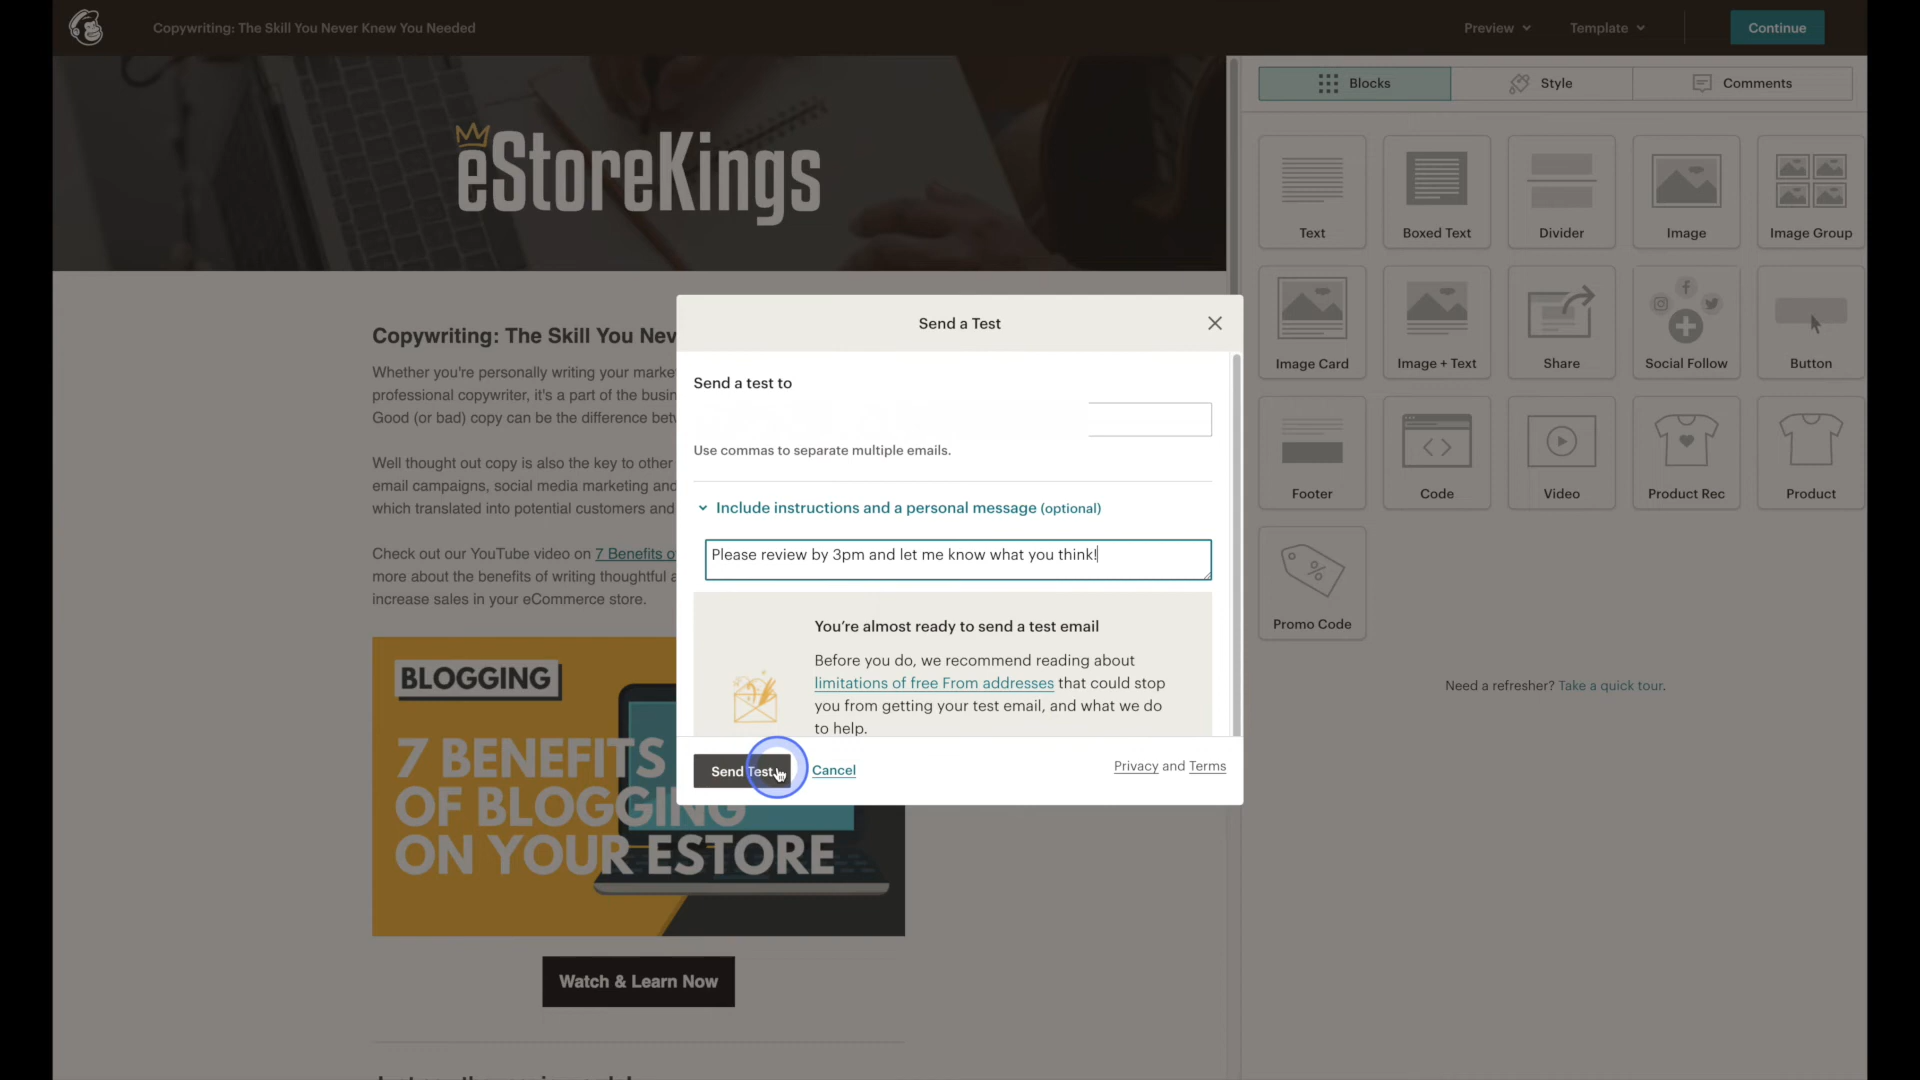 Copywriting: The Skill You Never Knew You Needed
Preview
Template
Continue
eStoreKings
Blocks
Style
Comments
Text
Boxed Text
Divider
Image
Image Group
Image Card
Image + Text
Share
Social Follow
Button
Footer
Code
Video
Product Rec
Product
Promo Code
Need a refresher? Take a quick tour.
Copywriting: The Skill You Nev
Whether you're personally writing your marke
professional copywriter, it's a part of the busin
Good (or bad) copy can be the difference betw
Well thought out copy is also the key to other
email campaigns, social media marketing and
which translated into potential customers and
Check out our YouTube video on 7 Benefits o
more about the benefits of writing thoughtful a
increase sales in your eCommerce store.
BLOGGING
7 BENEFITS
OF BLOGGING
ON YOUR ESTORE
Watch & Learn Now
Send a Test
Send a test to
Use commas to separate multiple emails.
Include instructions and a personal message (optional)
Please review by 3pm and let me know what you think!
You’re almost ready to send a test email
Before you do, we recommend reading about
limitations of free From addresses that could stop
you from getting your test email, and what we do
to help.
Send Test
Cancel
Privacy and Terms